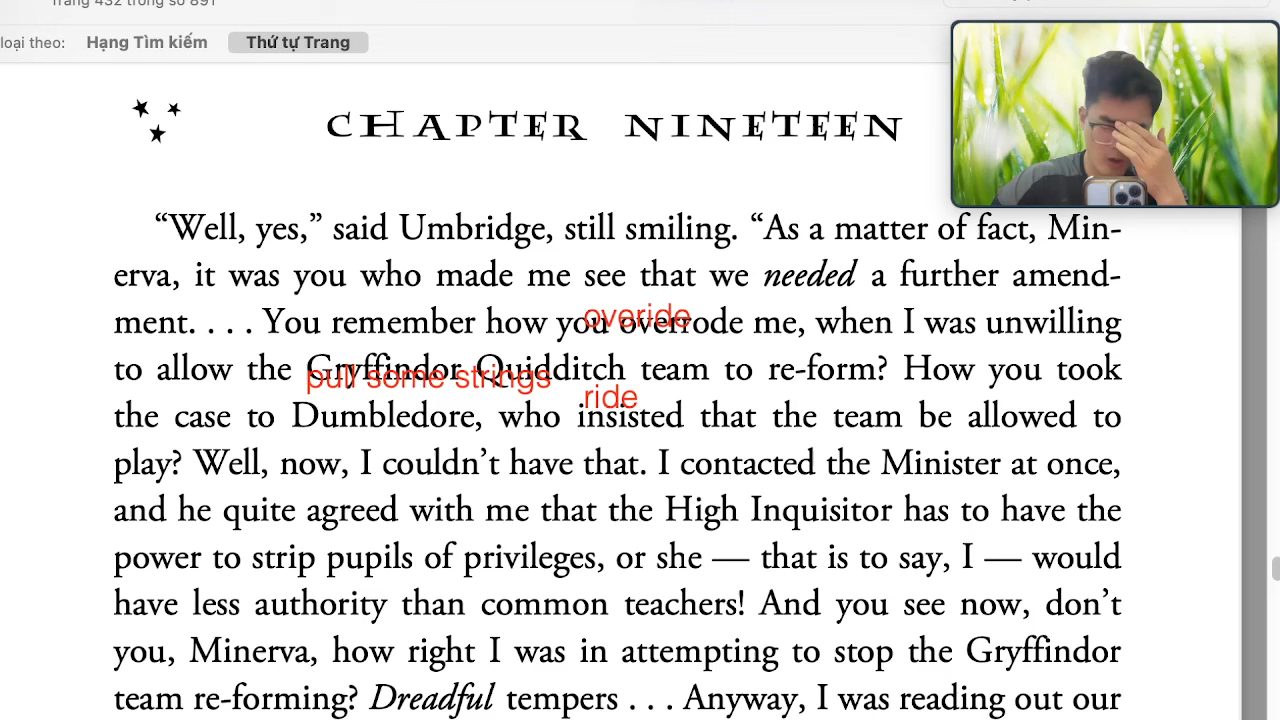 Trang 432 trong số 891
loại theo: Hạng Tìm kiếm Thứ tự Trang
CHAPTER NINETEEN
“Well, yes,” said Umbridge, still smiling. “As a matter of fact, Min-
erva, it was you who made me see that we needed a further amend-
overide
ment. . . . You remember how you overrode me, when I was unwilling
to allow the Gryffindor Quidditch team to re-form? How you took
pull some strings
ride
the case to Dumbledore, who insisted that the team be allowed to
play? Well, now, I couldn’t have that. I contacted the Minister at once,
and he quite agreed with me that the High Inquisitor has to have the
power to strip pupils of privileges, or she — that is to say, I — would
have less authority than common teachers! And you see now, don’t
you, Minerva, how right I was in attempting to stop the Gryffindor
team re-forming? Dreadful tempers . . . Anyway, I was reading out our